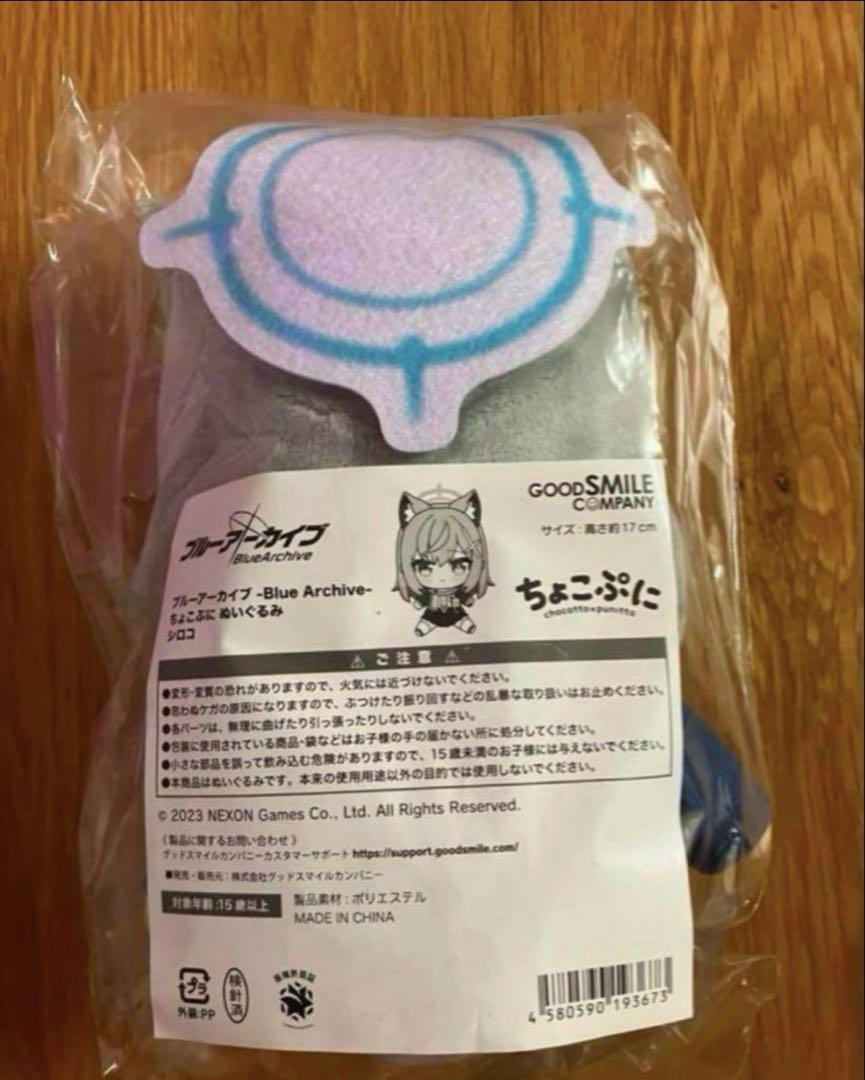 ブルーアーカイブ
BlueArchive
GOODSMILE
COMPANY
サイズ:高さ約17cm
ブルーアーカイブ -Blue Archive-
ちょこぷに ぬいぐるみ
シロコ
ちょこぷに
chocotto×punitto
⚠ ご注意 ⚠
●変形・変質の恐れがありますので、火気には近づけないでください。
●思わぬケガの原因になりますので、ぶつけたり振り回すなどの乱暴な取り扱いはお止めください。
●各パーツは、無理に曲げたり引っ張ったりしないでください。
●包装に使用されている商品・袋などはお子様の手の届かない所に処分してください。
●小さな部品を誤って飲み込む危険がありますので、15歳未満のお子様には与えないでください。
●本商品はぬいぐるみです。本来の使用用途以外の目的では使用しないでください。
© 2023 NEXON Games Co., Ltd. All Rights Reserved.
《製品に関するお問い合わせ》
グッドスマイルカンパニーカスタマーサポート https://support.goodsmile.com/
■発売・販売元:株式会社グッドスマイルカンパニー
対象年齢:15歳以上
製品素材:ポリエステル
MADE IN CHINA
プラ
外装:PP
検針済
4 580590 193673